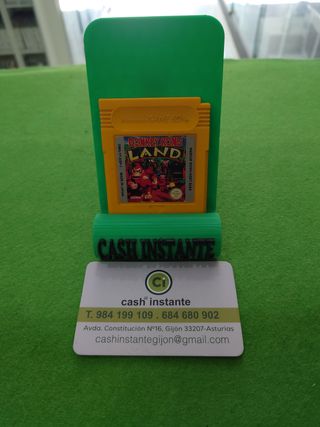 DONKEY KONG
LAND
CASH INSTANTE
Ci
cash instante
T. 984 199 109 . 684 680 902
Avda. Constitución Nº16, Gijón 33207-Asturias
cashinstantegijon@gmail.com